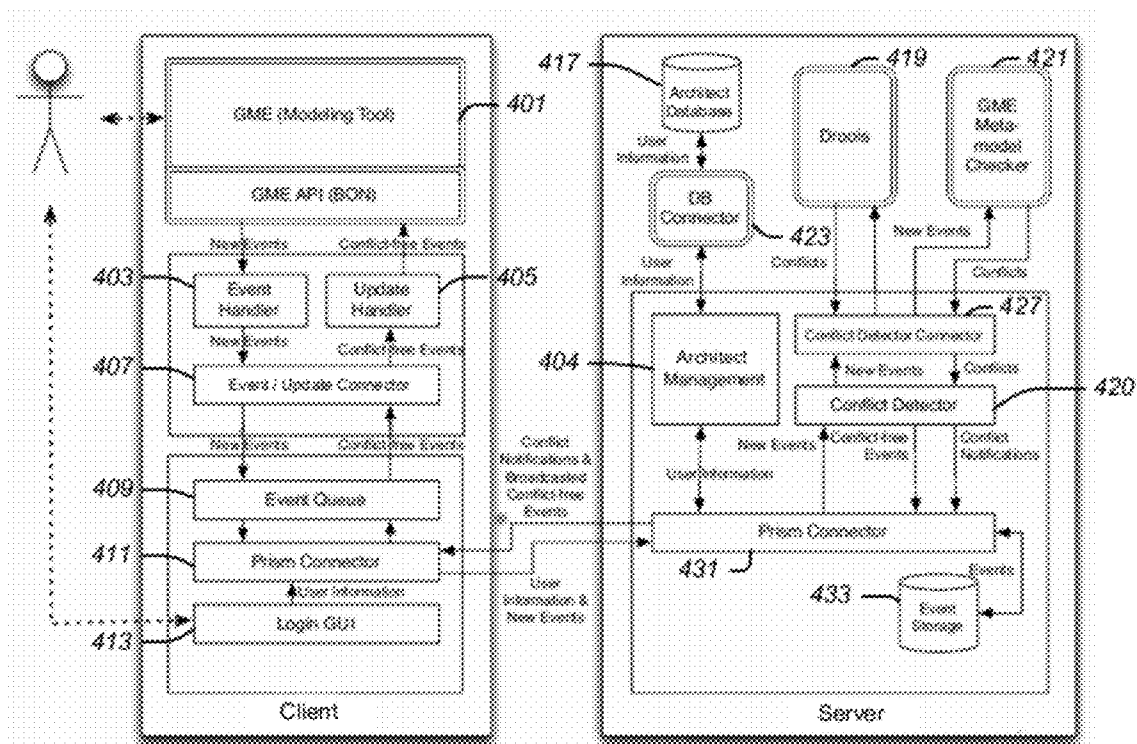 GME (Modeling Tool)
401
GME API (BON)
New Events
Conflict-free Events
403
Event
Handler
Update
Handler
405
New Events
Conflict-free Events
407
Event / Update Connector
New Events
Conflict-free Events
409
Event Queue
411
Prism Connector
User Information
413
Login GUI
Client
Conflict
Notifications &
Broadcasted
Conflict-free
Events
User
Information &
New Events
417
Architect
Database
User
Information
DB
Connector
423
User
Information
419
Drools
421
GME
Meta-
model
Checker
Conflicts
New Events
Conflicts
427
Conflict Detector Connector
404
Architect
Management
New Events
Conflicts
420
Conflict Detector
User Information
New Events
Conflict-free
Events
Conflict
Notifications
Prism Connector
431
Events
433
Even
Storage
Server